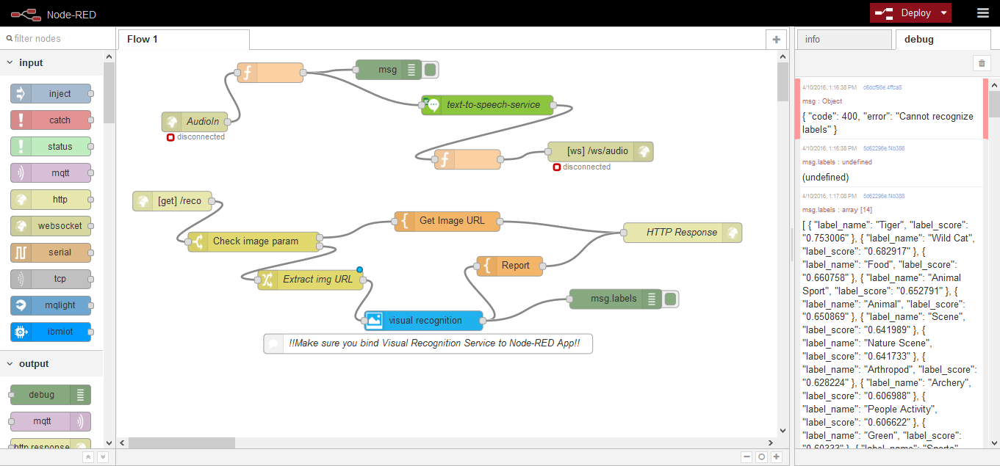 Node-RED
Deploy
filter nodes
Flow 1
info
debug
input
inject
catch
status
mqtt
http
websocket
serial
tcp
mqlight
ibmiot
output
debug
mqtt
http response
msg
text-to-speech-service
AudioIn
disconnected
[ws] /ws/audio
disconnected
[get] /reco
Get Image URL
Check image param
HTTP Response
Report
Extract img URL
msg.labels
visual recognition
!!Make sure you bind Visual Recognition Service to Node-RED App!!
4/10/2016, 1:16:38 PM c6dcf95e.4ffca8
msg : Object
{ "code": 400, "error": "Cannot recognize
labels" }
4/10/2016, 1:16:38 PM 5d62296e.f4b388
msg.labels : undefined
(undefined)
4/10/2016, 1:17:08 PM 5d62296e.f4b388
msg.labels : array [14]
[ { "label_name": "Tiger", "label_score":
"0.753006" }, { "label_name": "Wild Cat",
"label_score": "0.682917" }, {
"label_name": "Food", "label_score":
"0.660758" }, { "label_name": "Animal
Sport", "label_score": "0.652791" }, {
"label_name": "Animal", "label_score":
"0.650869" }, { "label_name": "Scene",
"label_score": "0.641989" }, {
"label_name": "Nature Scene",
"label_score": "0.641733" }, {
"label_name": "Arthropod", "label_score":
"0.628224" }, { "label_name": "Archery",
"label_score": "0.606988" }, {
"label_name": "People Activity",
"label_score": "0.606622" }, {
"label_name": "Green", "label_score":
"0.60333" }, { "label_name": "Sports",